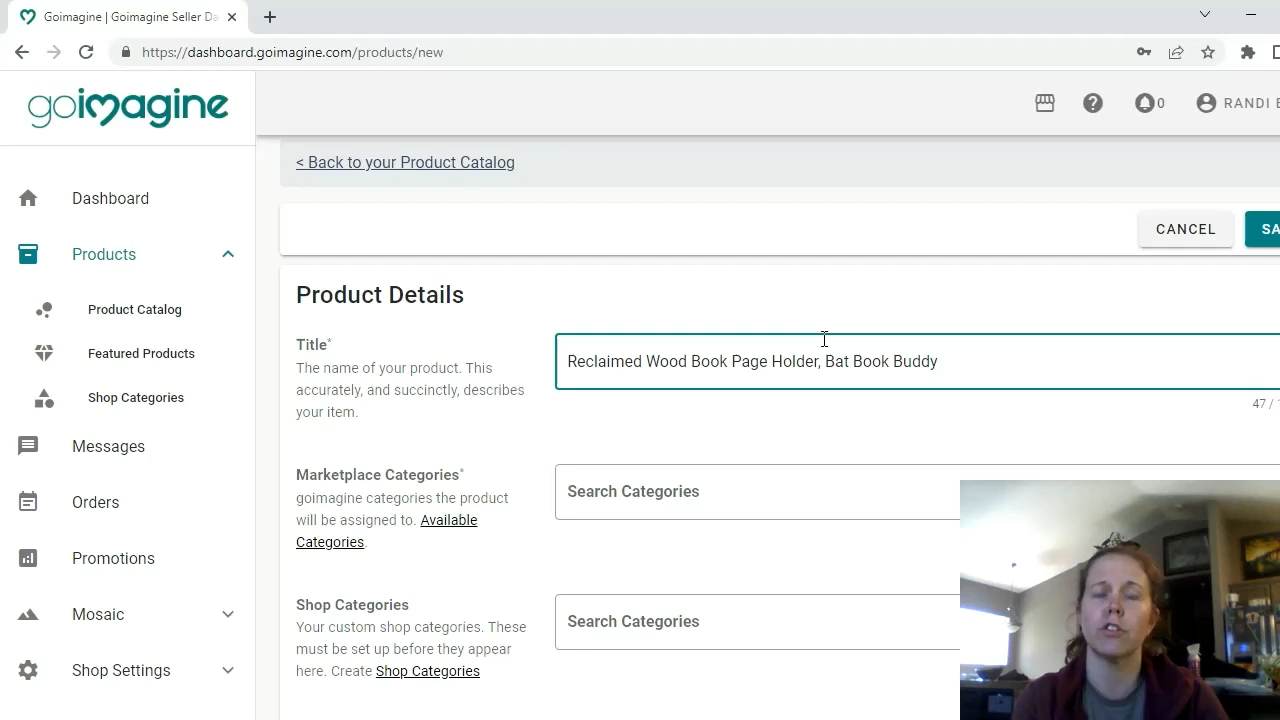 Goimagine | Goimagine Seller Da
https://dashboard.goimagine.com/products/new
goimagine
0
RANDI
< Back to your Product Catalog
Dashboard
CANCEL
Products
Product Details
Product Catalog
Title*
The name of your product. This
accurately, and succinctly, describes
your item.
Reclaimed Wood Book Page Holder, Bat Book Buddy
47 /
Featured Products
Shop Categories
Messages
Marketplace Categories*
goimagine categories the product
will be assigned to. Available
Categories.
Search Categories
Orders
Promotions
Mosaic
Shop Categories
Your custom shop categories. These
must be set up before they appear
here. Create Shop Categories
Search Categories
Shop Settings